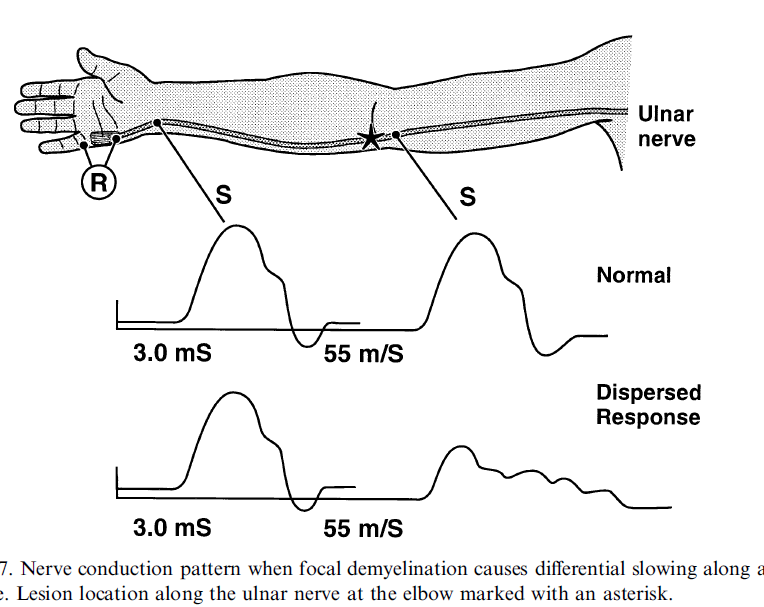 Ulnar
nerve
R
S
S
Normal
3.0 mS
55 m/S
Dispersed
Response
3.0 mS
55 m/S
7. Nerve conduction pattern when focal demyelination causes differential slowing along a
e. Lesion location along the ulnar nerve at the elbow marked with an asterisk.